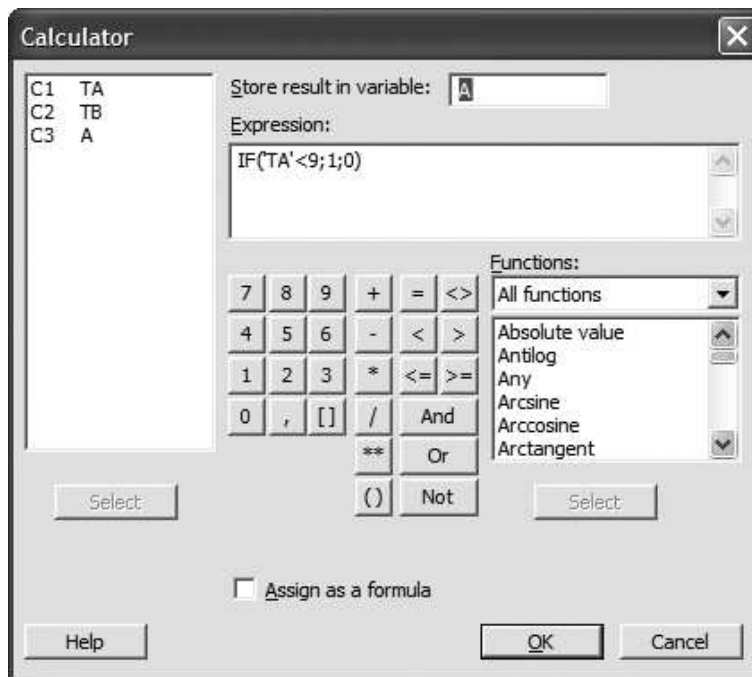 Calculator
C1 TA
C2 TB
C3 A
Store result in variable: A
Expression:
IF('TA'<9;1;0)
Functions:
All functions
Absolute value
Antilog
Any
Arcsine
Arccosine
Arctangent
7 8 9 + = <>
4 5 6 - < >
1 2 3 * <= >=
0 , [] / And
** Or
() Not
Select
Select
Assign as a formula
Help
OK
Cancel